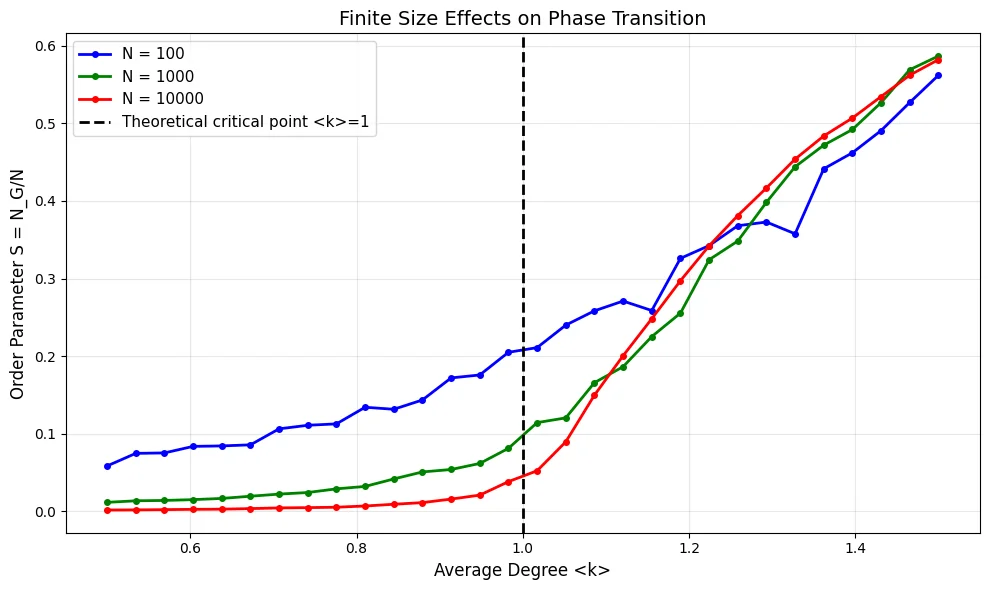 Finite Size Effects on Phase Transition
N = 100
N = 1000
N = 10000
Theoretical critical point <k>=1
Order Parameter S = N_G/N
0.6
0.5
0.4
0.3
0.2
0.1
0.0
0.6
0.8
1.0
1.2
1.4
Average Degree <k>